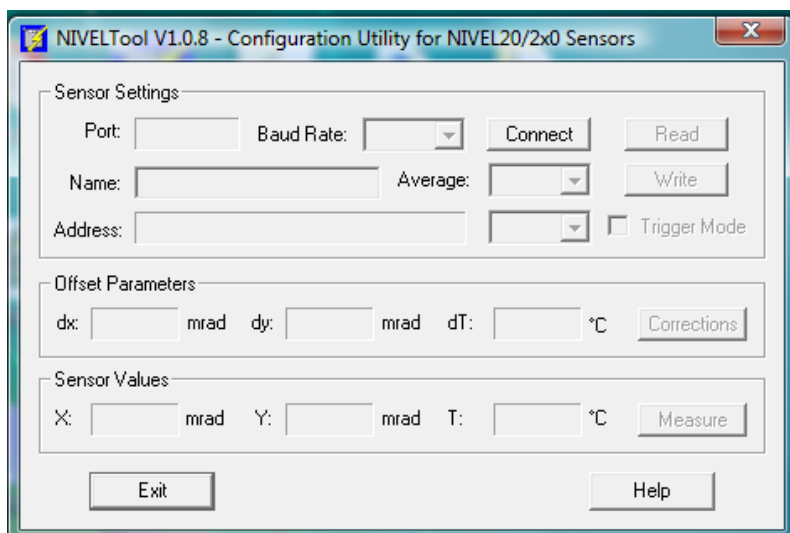 NIVELTool V1.0.8 - Configuration Utility for NIVEL20/2x0 Sensors
Sensor Settings
Port: Baud Rate: Connect Read
Name: Average: Write
Address: Trigger Mode
Offset Parameters
dx: mrad dy: mrad dT: °C Corrections
Sensor Values
X: mrad Y: mrad T: °C Measure
Exit Help